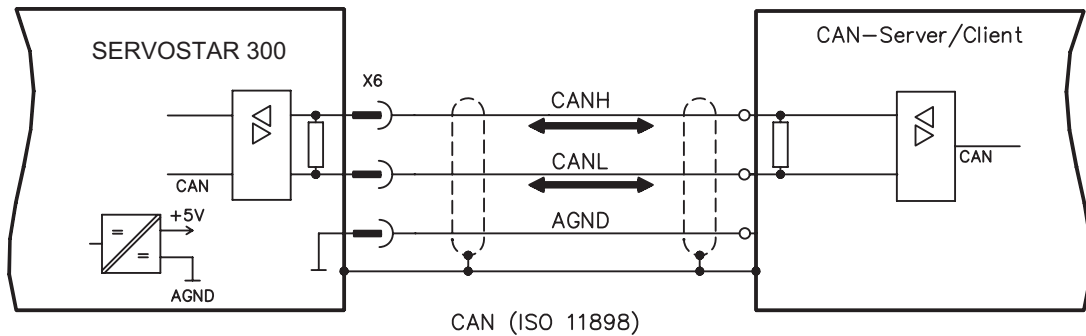 SERVOSTAR 300
CAN–Server/Client
X6
CANH
CANL
CAN
CAN
+5V
AGND
AGND
CAN (ISO 11898)